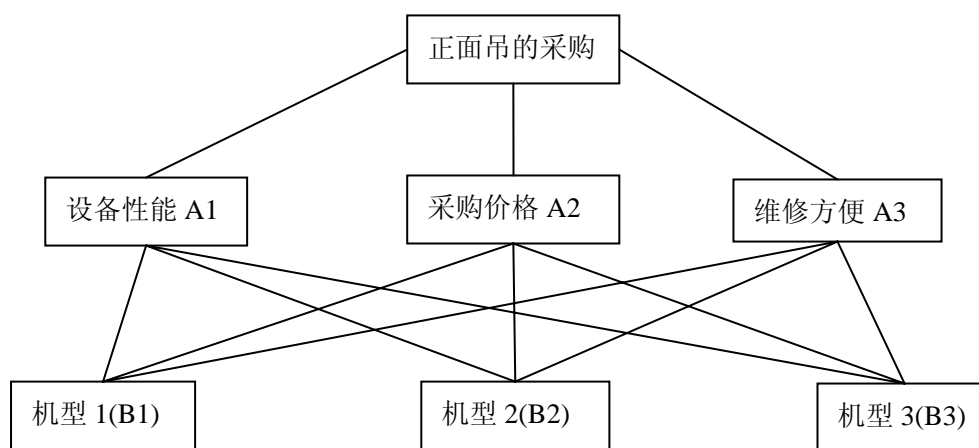 正面吊的采购
设备性能 A1
采购价格 A2
维修方便 A3
机型 1(B1)
机型 2(B2)
机型 3(B3)